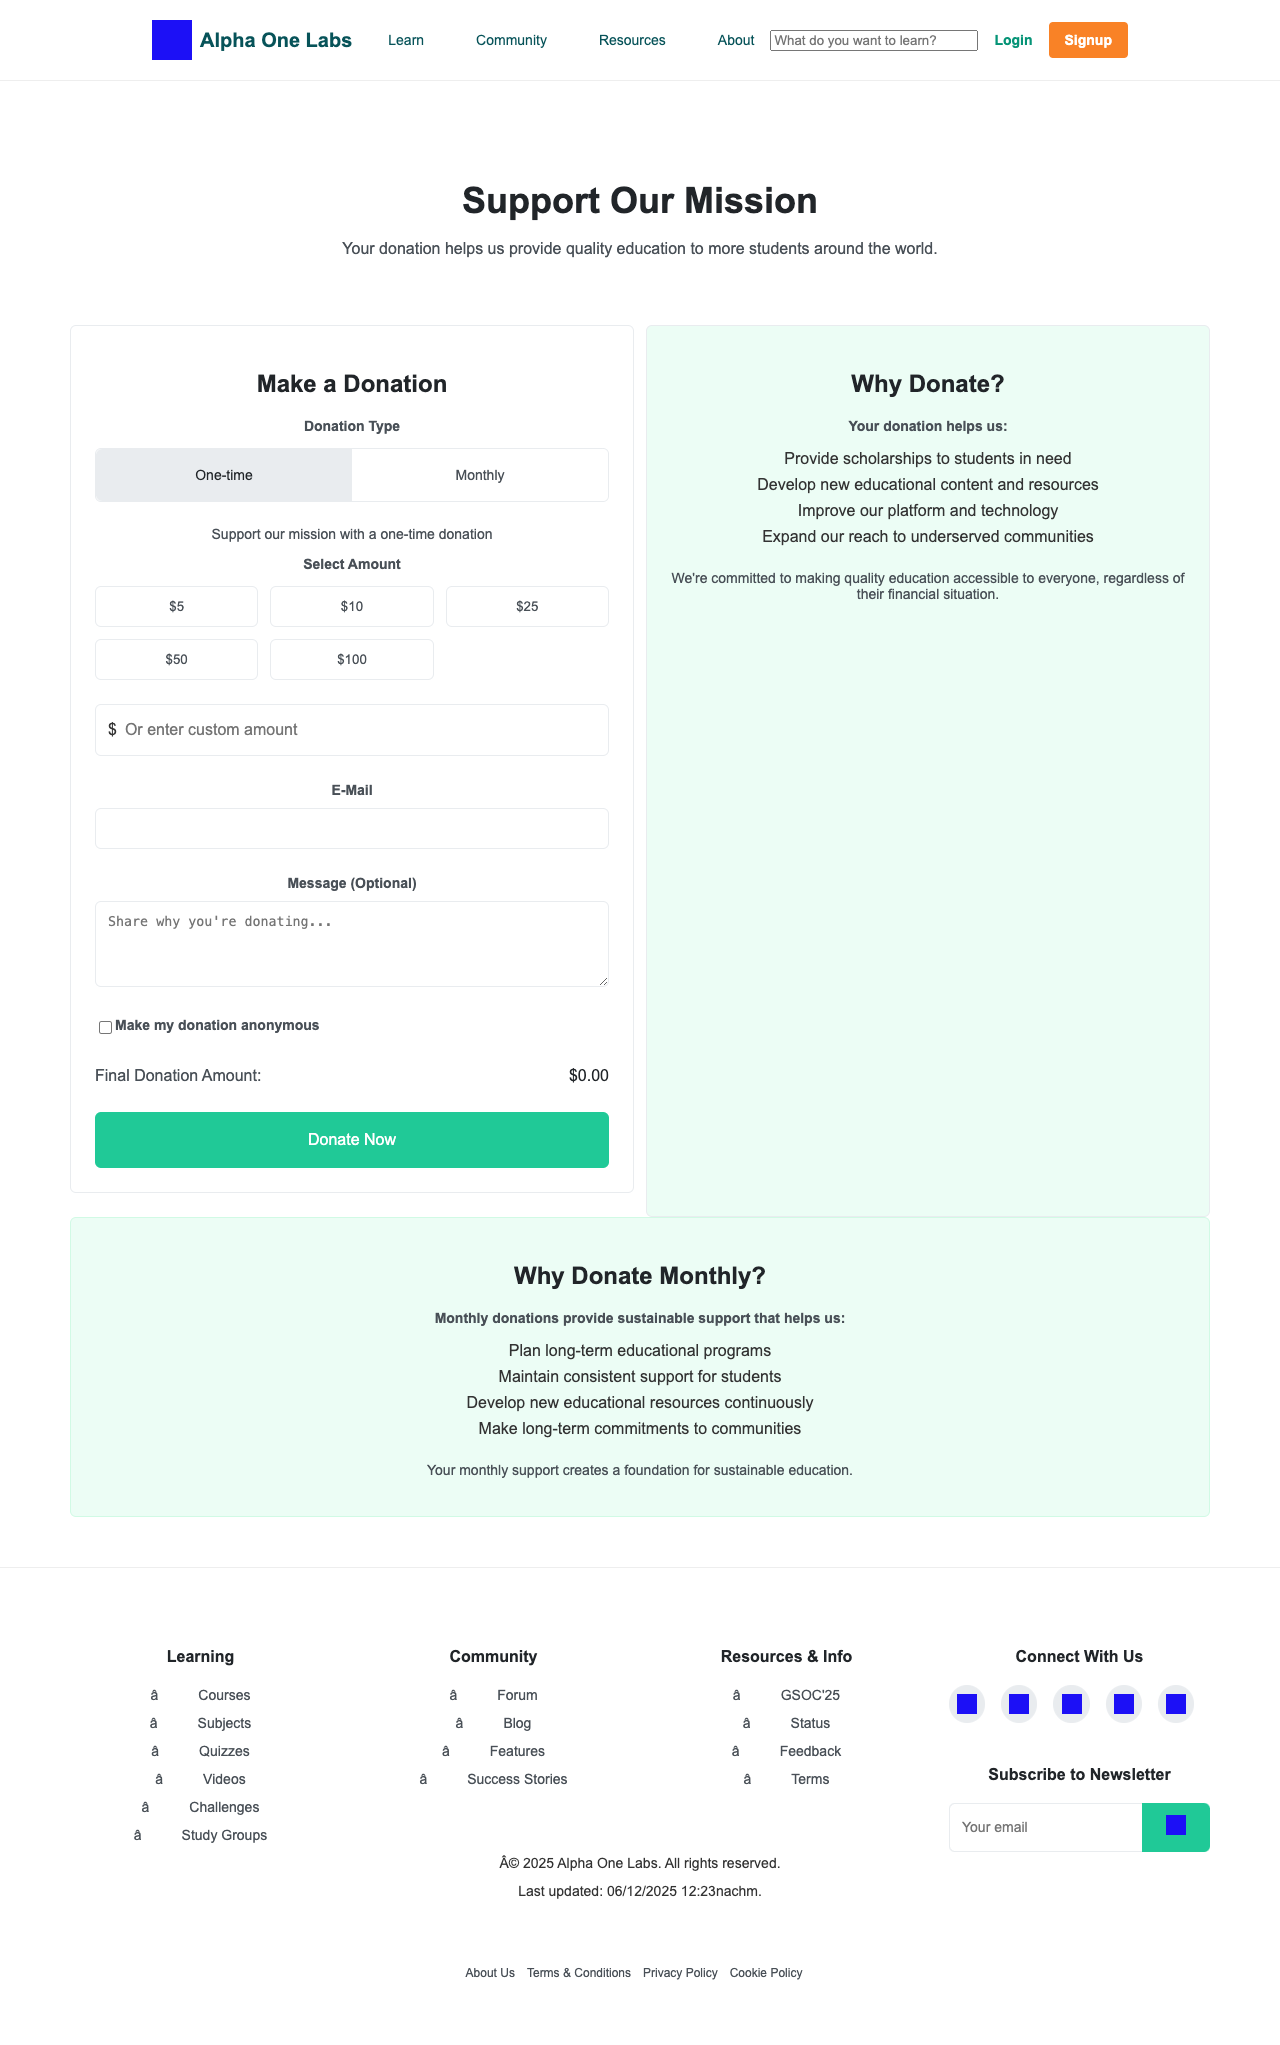 Alpha One Labs Learn Community Resources About What do you want to learn? Login Signup
Support Our Mission
Your donation helps us provide quality education to more students around the world.
Make a Donation
Donation Type
One-time Monthly
Support our mission with a one-time donation
Select Amount
$5 $10 $25
$50 $100
$ Or enter custom amount
E-Mail
Message (Optional)
Share why you're donating...
Make my donation anonymous
Final Donation Amount: $0.00
Donate Now
Why Donate?
Your donation helps us:
Provide scholarships to students in need
Develop new educational content and resources
Improve our platform and technology
Expand our reach to underserved communities
We're committed to making quality education accessible to everyone, regardless of
their financial situation.
Why Donate Monthly?
Monthly donations provide sustainable support that helps us:
Plan long-term educational programs
Maintain consistent support for students
Develop new educational resources continuously
Make long-term commitments to communities
Your monthly support creates a foundation for sustainable education.
Learning
â Courses
â Subjects
â Quizzes
â Videos
â Challenges
â Study Groups
Community
â Forum
â Blog
â Features
â Success Stories
Resources & Info
â GSOC'25
â Status
â Feedback
â Terms
Connect With Us
Subscribe to Newsletter
Your email
Â© 2025 Alpha One Labs. All rights reserved.
Last updated: 06/12/2025 12:23nachm.
About Us Terms & Conditions Privacy Policy Cookie Policy